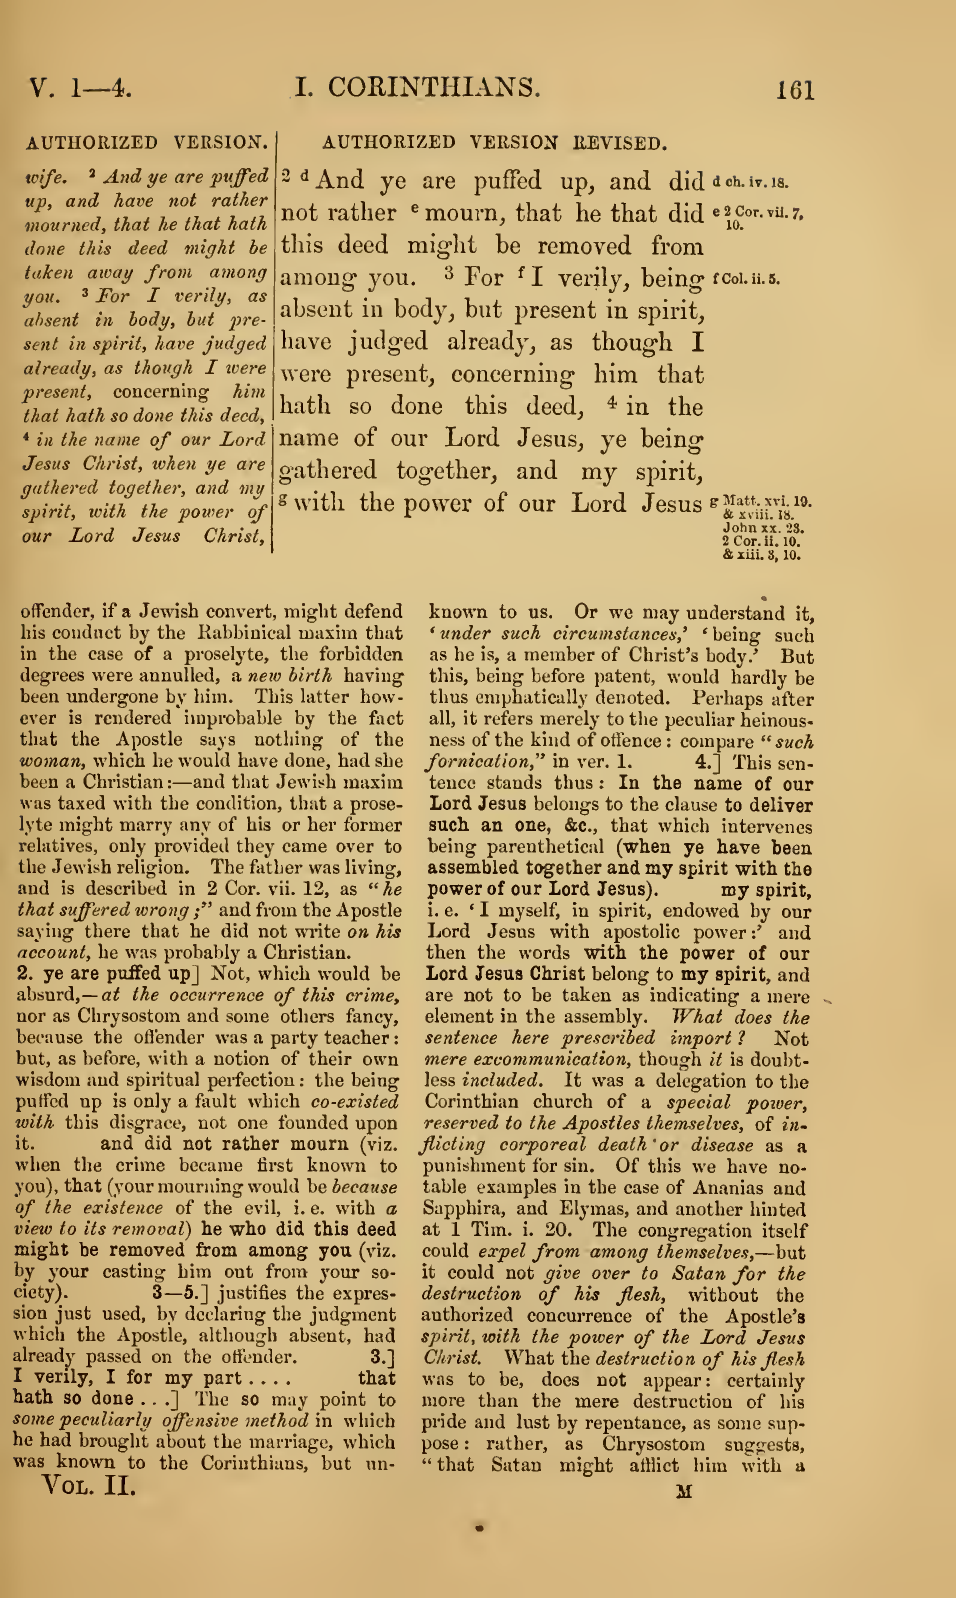 V. 1—4.
I. CORINTHIANS.
161
AUTHORIZED VERSION.
wife. 2 And ye are puffed
up, and have not rather
mourned, that he that hath
done this deed might be
taken away from among
you. 3 For I verily, as
absent in body, but pre-
sent in spirit, have judged
already, as though I were
present, concerning him
that hath so done this deed,
4 in the name of our Lord
Jesus Christ, when ye are
gathered together, and my
spirit, with the power of
our Lord Jesus Christ,
AUTHORIZED VERSION REVISED.
2 d And ye are puffed up, and did
not rather e mourn, that he that did
this deed might be removed from
among you. 3 For f I verily, being
absent in body, but present in spirit,
have judged already, as though I
were present, concerning him that
hath so done this deed, 4 in the
name of our Lord Jesus, ye being
gathered together, and my spirit,
g with the power of our Lord Jesus
d ch. iv. 18.
e 2 Cor. vii. 7,
10.
f Col. ii. 5.
g Matt. xvi. 19.
& xviii. 18.
John xx. 23.
2 Cor. ii. 10.
& xiii. 3, 10.
offender, if a Jewish convert, might defend
his conduct by the Rabbinical maxim that
in the case of a proselyte, the forbidden
degrees were annulled, a new birth having
been undergone by him. This latter how-
ever is rendered improbable by the fact
that the Apostle says nothing of the
woman, which he would have done, had she
been a Christian:—and that Jewish maxim
was taxed with the condition, that a prose-
lyte might marry any of his or her former
relatives, only provided they came over to
the Jewish religion. The father was living,
and is described in 2 Cor. vii. 12, as "he
that suffered wrong;" and from the Apostle
saying there that he did not write on his
account, he was probably a Christian.
2. ye are puffed up] Not, which would be
absurd,—at the occurrence of this crime,
nor as Chrysostom and some others fancy,
because the offender was a party teacher:
but, as before, with a notion of their own
wisdom and spiritual perfection: the being
puffed up is only a fault which co-existed
with this disgrace, not one founded upon
it. and did not rather mourn (viz.
when the crime became first known to
you), that (your mourning would be because
of the existence of the evil, i. e. with a
view to its removal) he who did this deed
might be removed from among you (viz.
by your casting him out from your so-
ciety). 3—5.] justifies the expres-
sion just used, by declaring the judgment
which the Apostle, although absent, had
already passed on the offender. 3.]
I verily, I for my part . . . . that
hath so done . . .] The so may point to
some peculiarly offensive method in which
he had brought about the marriage, which
was known to the Corinthians, but un-
known to us. Or we may understand it,
'under such circumstances,' 'being such
as he is, a member of Christ's body.' But
this, being before patent, would hardly be
thus emphatically denoted. Perhaps after
all, it refers merely to the peculiar heinous-
ness of the kind of offence: compare "such
fornication," in ver. 1. 4.] This sen-
tence stands thus: In the name of our
Lord Jesus belongs to the clause to deliver
such an one, &c., that which intervenes
being parenthetical (when ye have been
assembled together and my spirit with the
power of our Lord Jesus). my spirit,
i. e. 'I myself, in spirit, endowed by our
Lord Jesus with apostolic power:' and
then the words with the power of our
Lord Jesus Christ belong to my spirit, and
are not to be taken as indicating a mere
element in the assembly. What does the
sentence here prescribed import? Not
mere excommunication, though it is doubt-
less included. It was a delegation to the
Corinthian church of a special power,
reserved to the Apostles themselves, of in-
flicting corporeal death or disease as a
punishment for sin. Of this we have no-
table examples in the case of Ananias and
Sapphira, and Elymas, and another hinted
at 1 Tim. i. 20. The congregation itself
could expel from among themselves,—but
it could not give over to Satan for the
destruction of his flesh, without the
authorized concurrence of the Apostle's
spirit, with the power of the Lord Jesus
Christ. What the destruction of his flesh
was to be, does not appear: certainly
more than the mere destruction of his
pride and lust by repentance, as some sup-
pose: rather, as Chrysostom suggests,
"that Satan might afflict him with a
VOL. II.
M